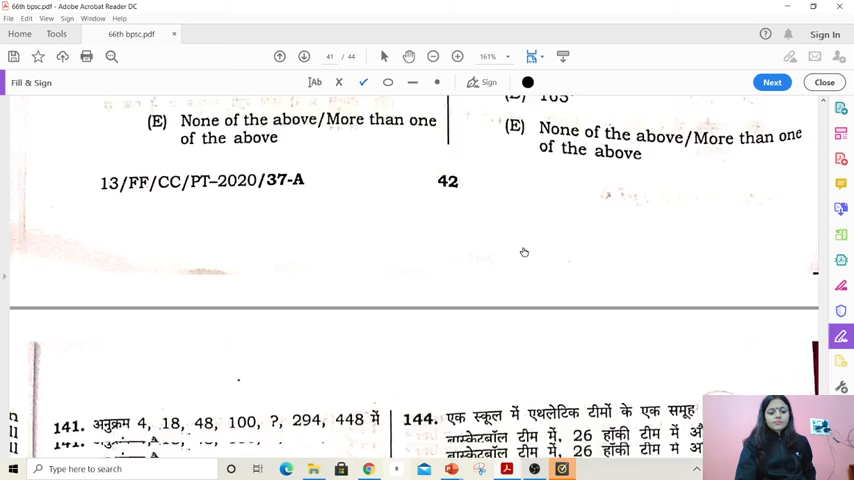 66th bpsc.pdf - Adobe Acrobat Reader DC
File Edit View Sign Window Help
Home Tools 66th bpsc.pdf × Sign In
41 / 44 161%
Fill & Sign Ab Sign Next Close
(E) None of the above/More than one
of the above
13/FF/CC/PT–2020/37-A 42
(E) None of the above/More than one
of the above
141. अनुक्रम 4, 18, 48, 100, ?, 294, 448 में
144. एक स्कूल में एथलेटिक टीमों के एक समूह
बास्केटबॉल टीम में, 26 हॉकी टीम में
Type here to search